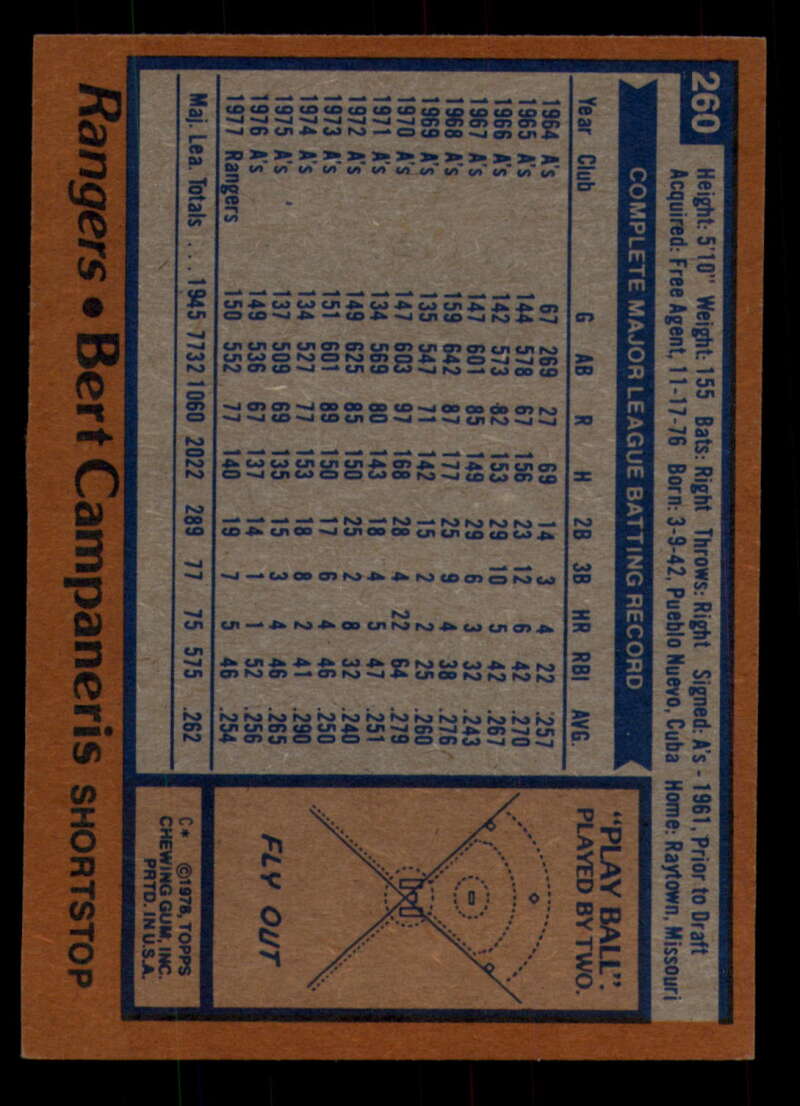 260
Height: 5'10" Weight: 155 Bats: Right Throws: Right Signed: A's - 1961, Prior to Draft
Acquired: Free Agent, 11-17-76 Born: 3-9-42, Pueblo Nuevo, Cuba Home: Raytown, Missouri
COMPLETE MAJOR LEAGUE BATTING RECORD
Year Club G AB R H 2B 3B HR RBI AVG.
1964 A's 67 269 27 69 14 3 4 22 .257
1965 A's 144 578 67 156 23 12 6 42 .270
1966 A's 142 573 82 153 29 10 5 42 .267
1967 A's 147 601 85 149 29 6 3 32 .243
1968 A's 159 642 87 177 25 9 4 38 .276
1969 A's 135 547 71 142 15 2 2 25 .260
1970 A's 147 603 97 168 28 4 22 64 .279
1971 A's 134 569 80 143 18 4 5 47 .251
1972 A's 149 625 85 150 25 2 8 32 .240
1973 A's 151 601 89 150 17 6 4 46 .250
1974 A's 134 527 77 153 18 8 2 41 .290
1975 A's 137 509 69 135 15 3 4 46 .265
1976 A's 149 536 67 137 14 1 1 52 .256
1977 Rangers 150 552 77 140 19 7 5 46 .254
Maj. Lea. Totals . . . 1945 7732 1060 2022 289 77 75 575 .262
"PLAY BALL".
PLAYED BY TWO.
FLY OUT
C* ©1978, TOPPS
CHEWING GUM, INC.
PRTD. IN U.S.A.
Rangers • Bert Campaneris SHORTSTOP